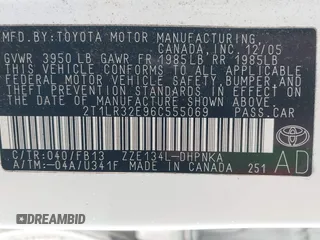 MFD.BY:TOYOTA MOTOR MANUFACTURING,
CANADA, INC. 12/05
GVWR 3950 LB GAWR FR 1985LB RR 1985LB
THIS VEHICLE CONFORMS TO ALL APPLICABLE
FEDERAL MOTOR VEHICLE SAFETY, BUMPER AND
THEFT PREVENTION STANDARDS IN EFFECT ON
THE DATE OF MANUFACTURE SHOWN ABOVE.
2T1LR32E96C555069 PASS.CAR
C/TR:040/FB13 ZZE134L-DHPNKA
A/TM:-04A/U341F MADE IN CANADA 251
TOYOTA
AD
DREAMBID